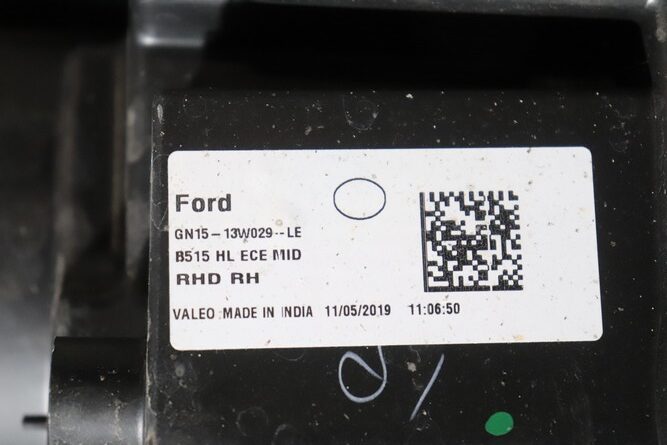 Ford
GN15-13W029-LE
B515 HL ECE MID
RHD RH
VALEO MADE IN INDIA 11/05/2019 11:06:50